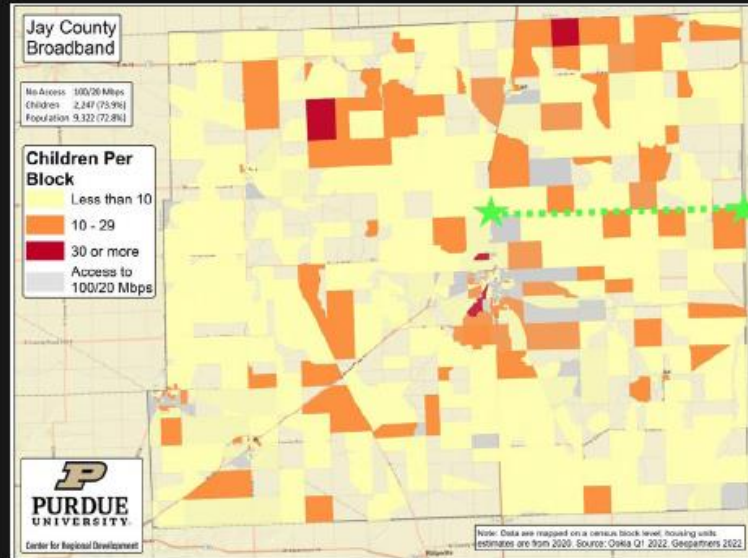 Jay County
Broadband
No Access 100/20 Mbps
Children 2,247 (73.9%)
Population 9,322 (72.8%)
Children Per
Block
Less than 10
10 - 29
30 or more
Access to
100/20 Mbps
P
PURDUE
UNIVERSITY
Center for Regional Development
Note: Data are mapped on a census block level; housing units
estimates are from 2020. Source: Ookla Q1 2022, Geopartners 2022